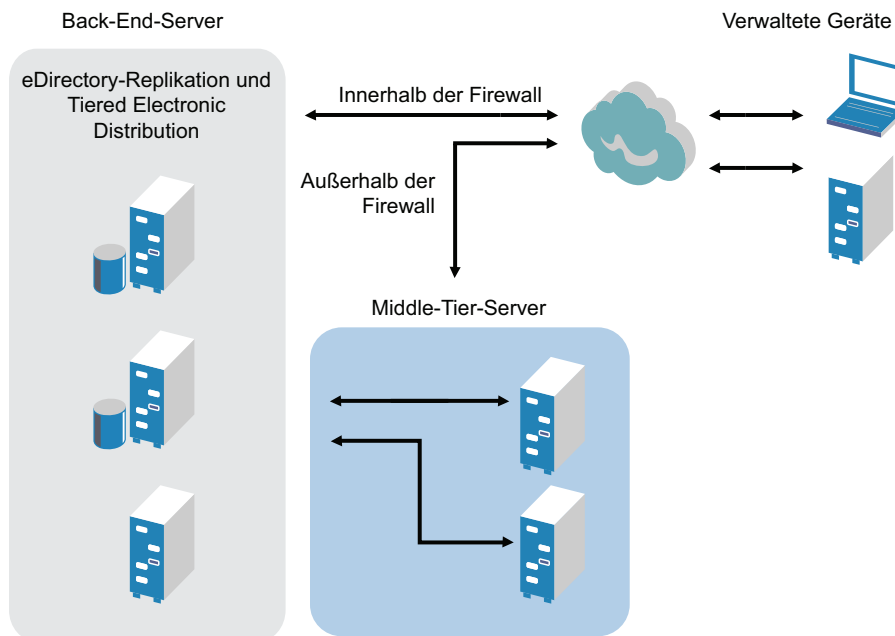 Back-End-Server
Verwaltete Geräte
eDirectory-Replikation und
Tiered Electronic
Distribution
Innerhalb der Firewall
Außerhalb der
Firewall
Middle-Tier-Server